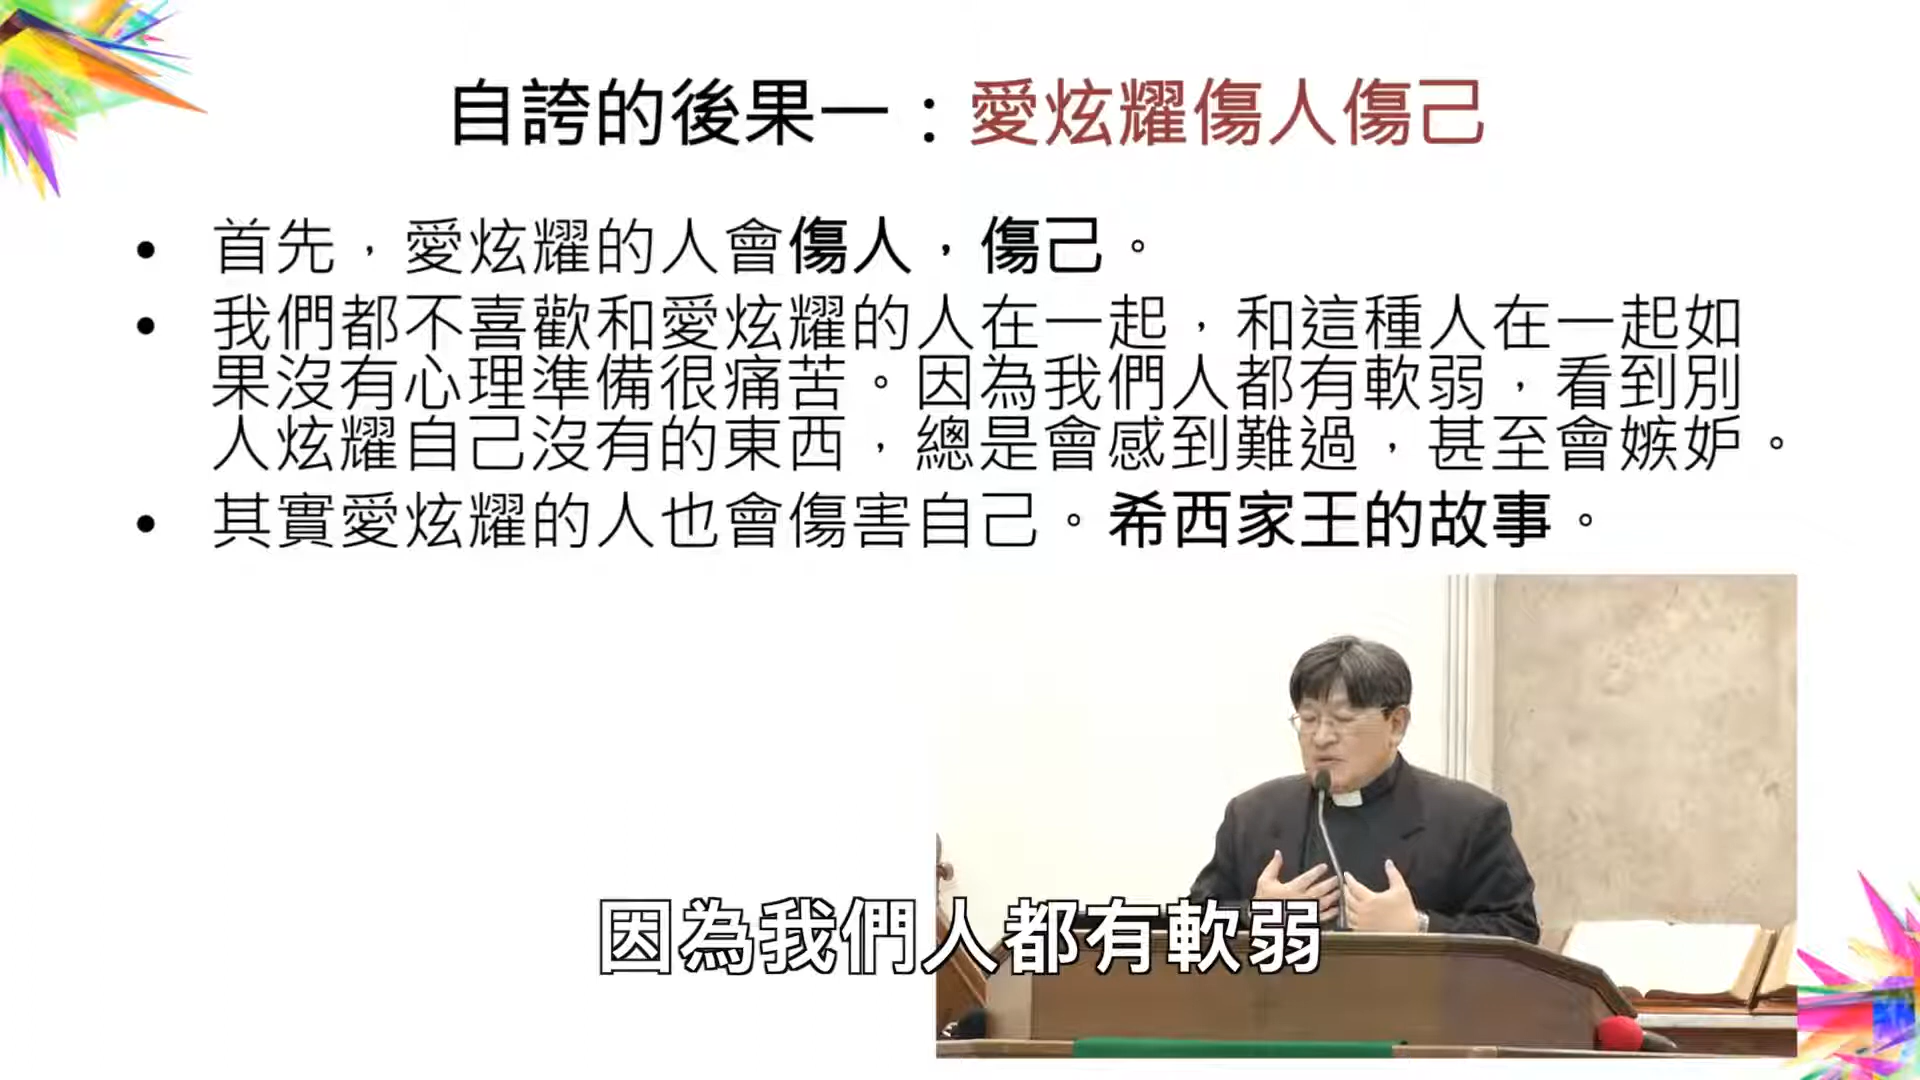 自誇的後果一：愛炫耀傷人傷己
• 首先，愛炫耀的人會傷人，傷己。
• 我們都不喜歡和愛炫耀的人在一起，和這種人在一起如
果沒有心理準備很痛苦。因為我們人都有軟弱，看到別
人炫耀自己沒有的東西，總是會感到難過，甚至會嫉妒。
• 其實愛炫耀的人也會傷害自己。希西家王的故事。
因為我們人都有軟弱